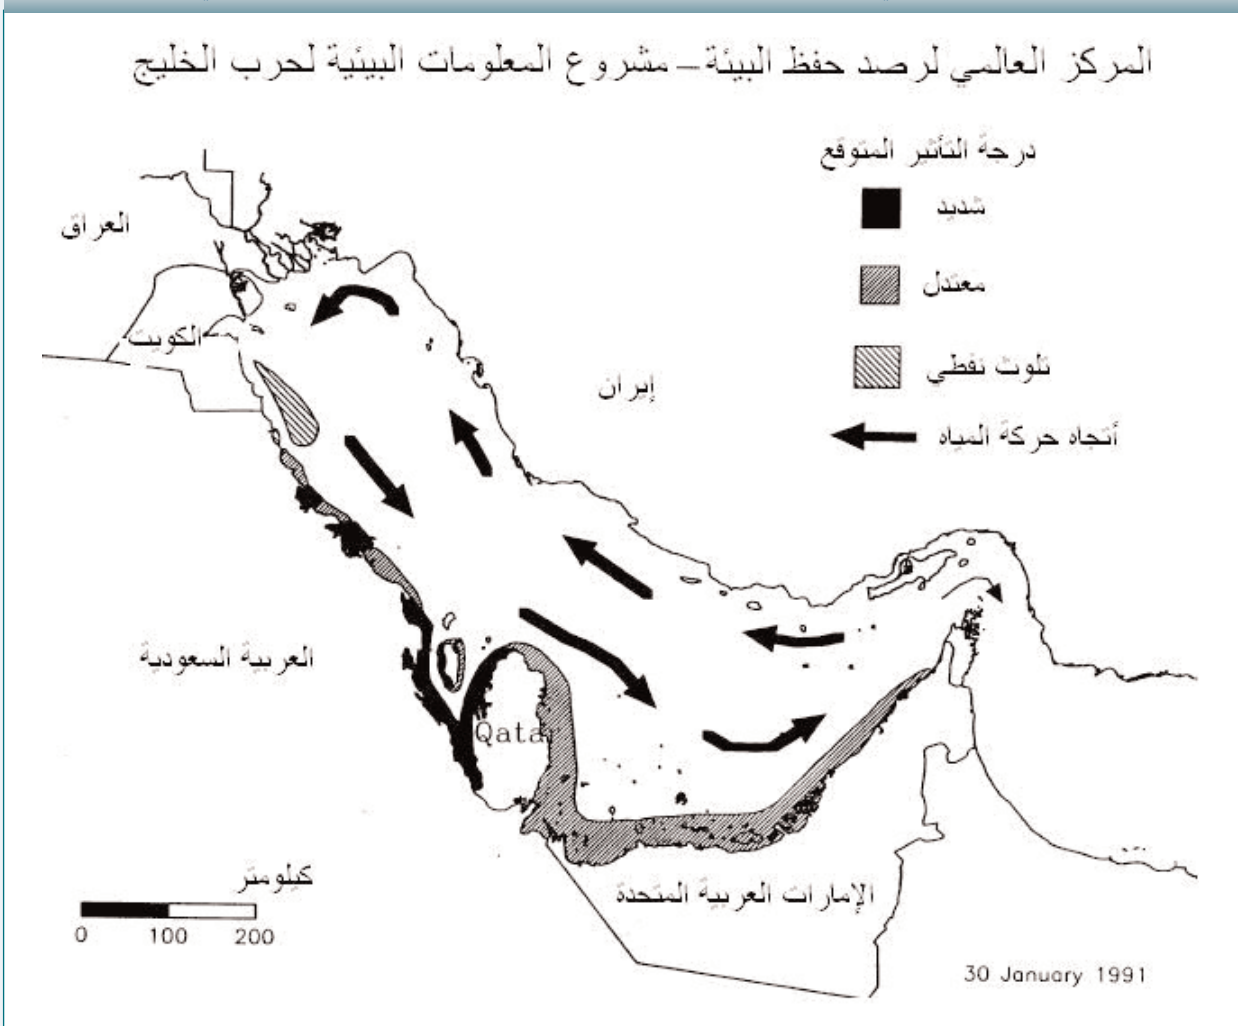 المركز العالمي لرصد حفظ البيئة – مشروع المعلومات البيئية لحرب الخليج
درجة التأثير المتوقع
شديد
معتدل
تلوث نفطي
أتجاه حركة المياه
العراق
الكويت
إيران
العربية السعودية
Qatar
الإمارات العربية المتحدة
كيلومتر
0 100 200
30 January 1991